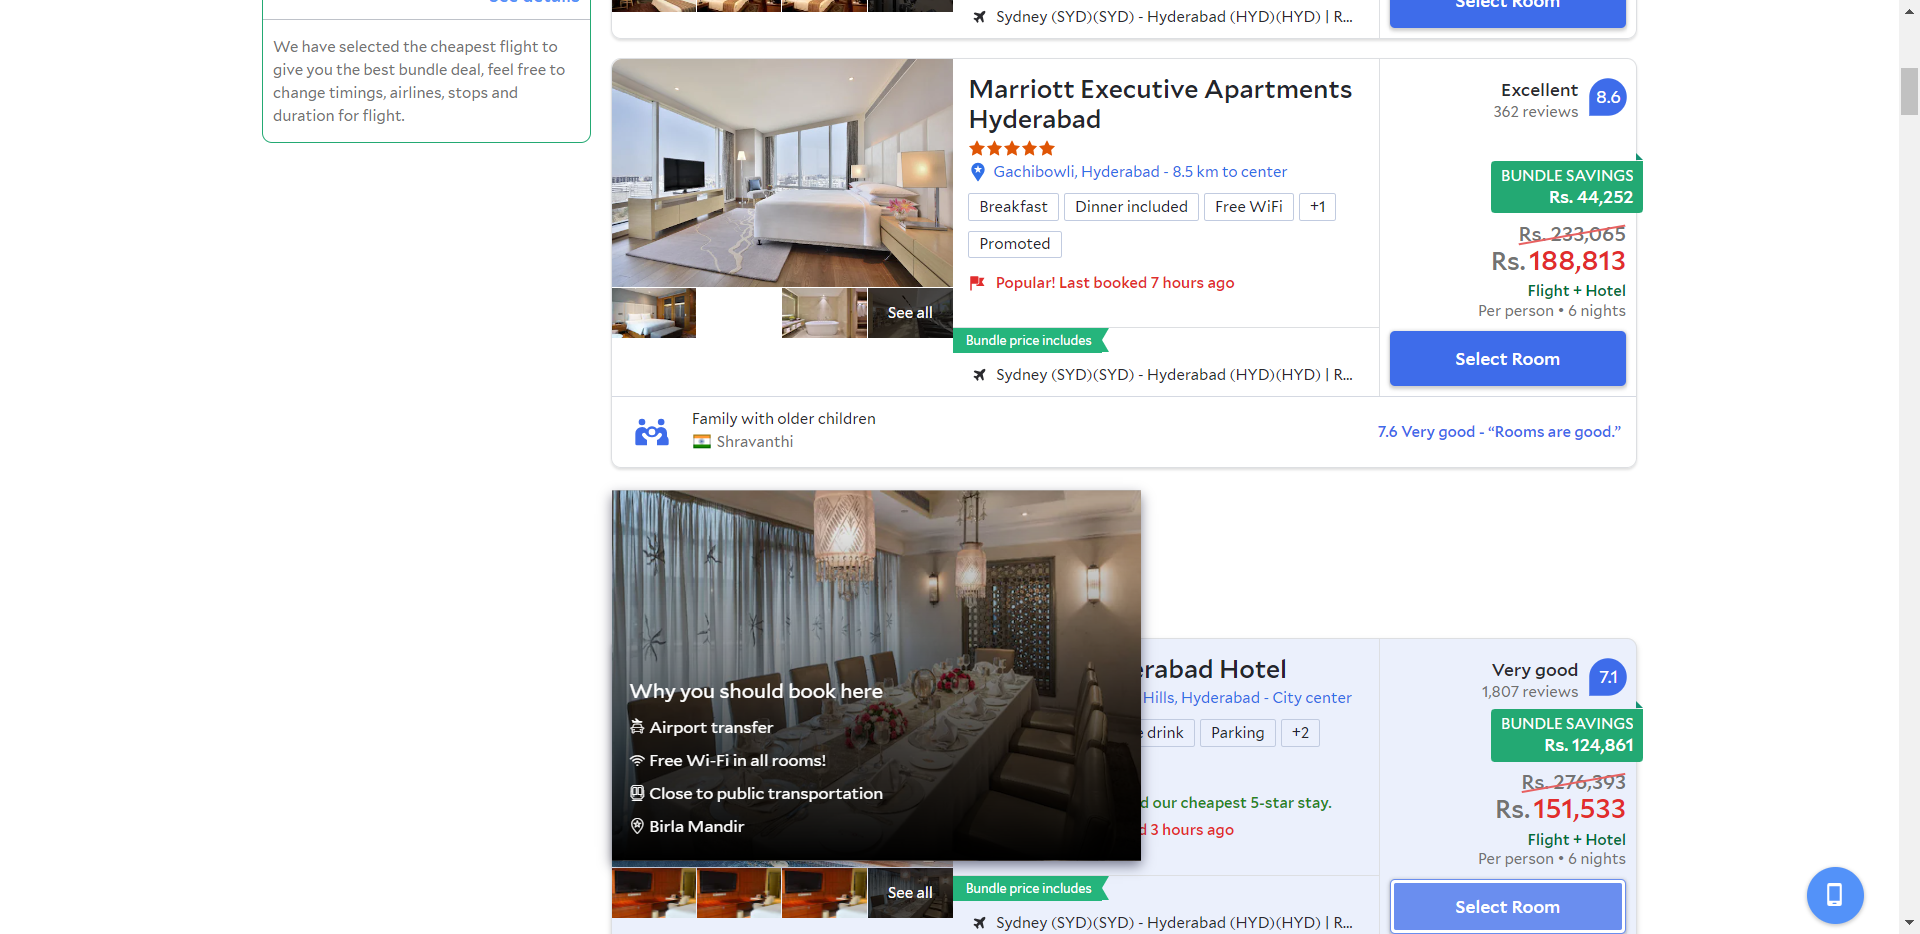 We have selected the cheapest flight to
give you the best bundle deal, feel free to
change timings, airlines, stops and
duration for flight.
Sydney (SYD)(SYD) - Hyderabad (HYD)(HYD) | R...
Select Room
Marriott Executive Apartments
Hyderabad
Gachibowli, Hyderabad - 8.5 km to center
Breakfast
Dinner included
Free WiFi
+1
Promoted
Popular! Last booked 7 hours ago
See all
Bundle price includes
Sydney (SYD)(SYD) - Hyderabad (HYD)(HYD) | R...
Excellent
362 reviews
8.6
BUNDLE SAVINGS
Rs. 44,252
Rs. 233,065
Rs. 188,813
Flight + Hotel
Per person • 6 nights
Select Room
Family with older children
Shravanthi
7.6 Very good - “Rooms are good.”
Why you should book here
Airport transfer
Free Wi-Fi in all rooms!
Close to public transportation
Birla Mandir
See all
Hotel
Hills, Hyderabad - City center
drink
Parking
+2
our cheapest 5-star stay.
3 hours ago
Bundle price includes
Sydney (SYD)(SYD) - Hyderabad (HYD)(HYD) | R...
Very good
1,807 reviews
7.1
BUNDLE SAVINGS
Rs. 124,861
Rs. 276,393
Rs. 151,533
Flight + Hotel
Per person • 6 nights
Select Room